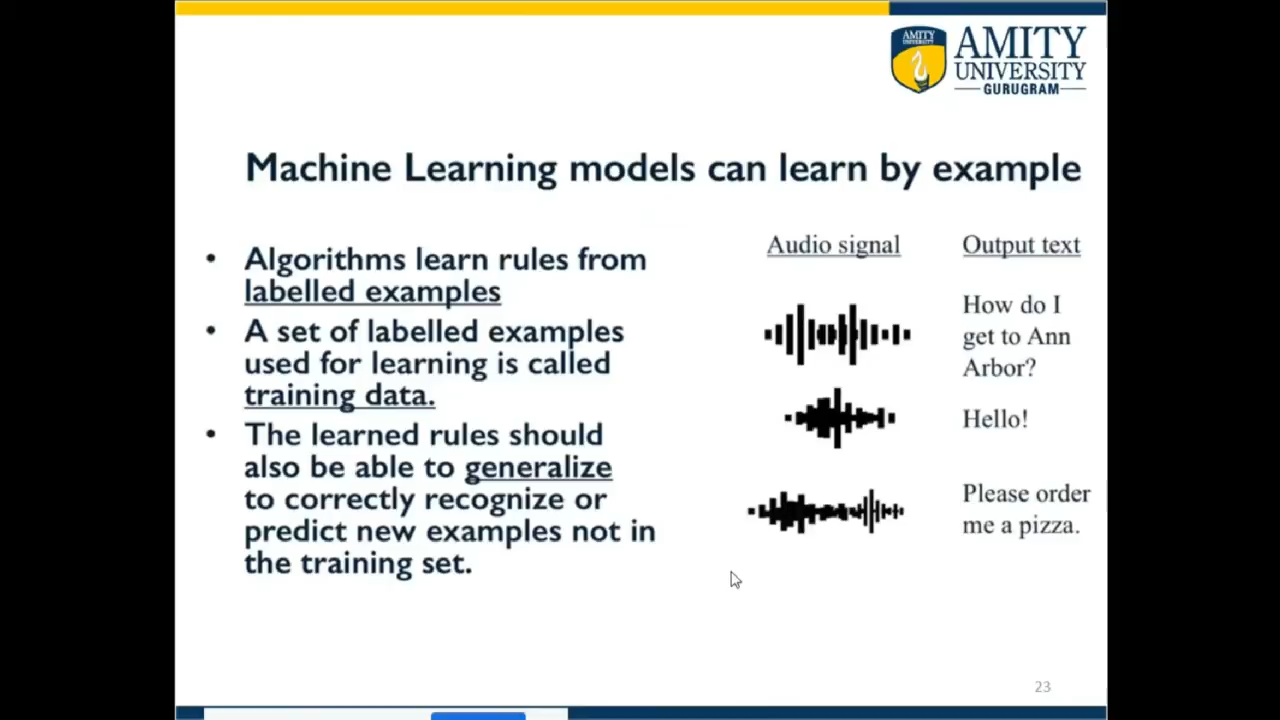 AMITY
UNIVERSITY
AMITY
UNIVERSITY
GURUGRAM
Machine Learning models can learn by example
• Algorithms learn rules from
labelled examples
• A set of labelled examples
used for learning is called
training data.
• The learned rules should
also be able to generalize
to correctly recognize or
predict new examples not in
the training set.
Audio signal
Output text
How do I
get to Ann
Arbor?
Hello!
Please order
me a pizza.
23